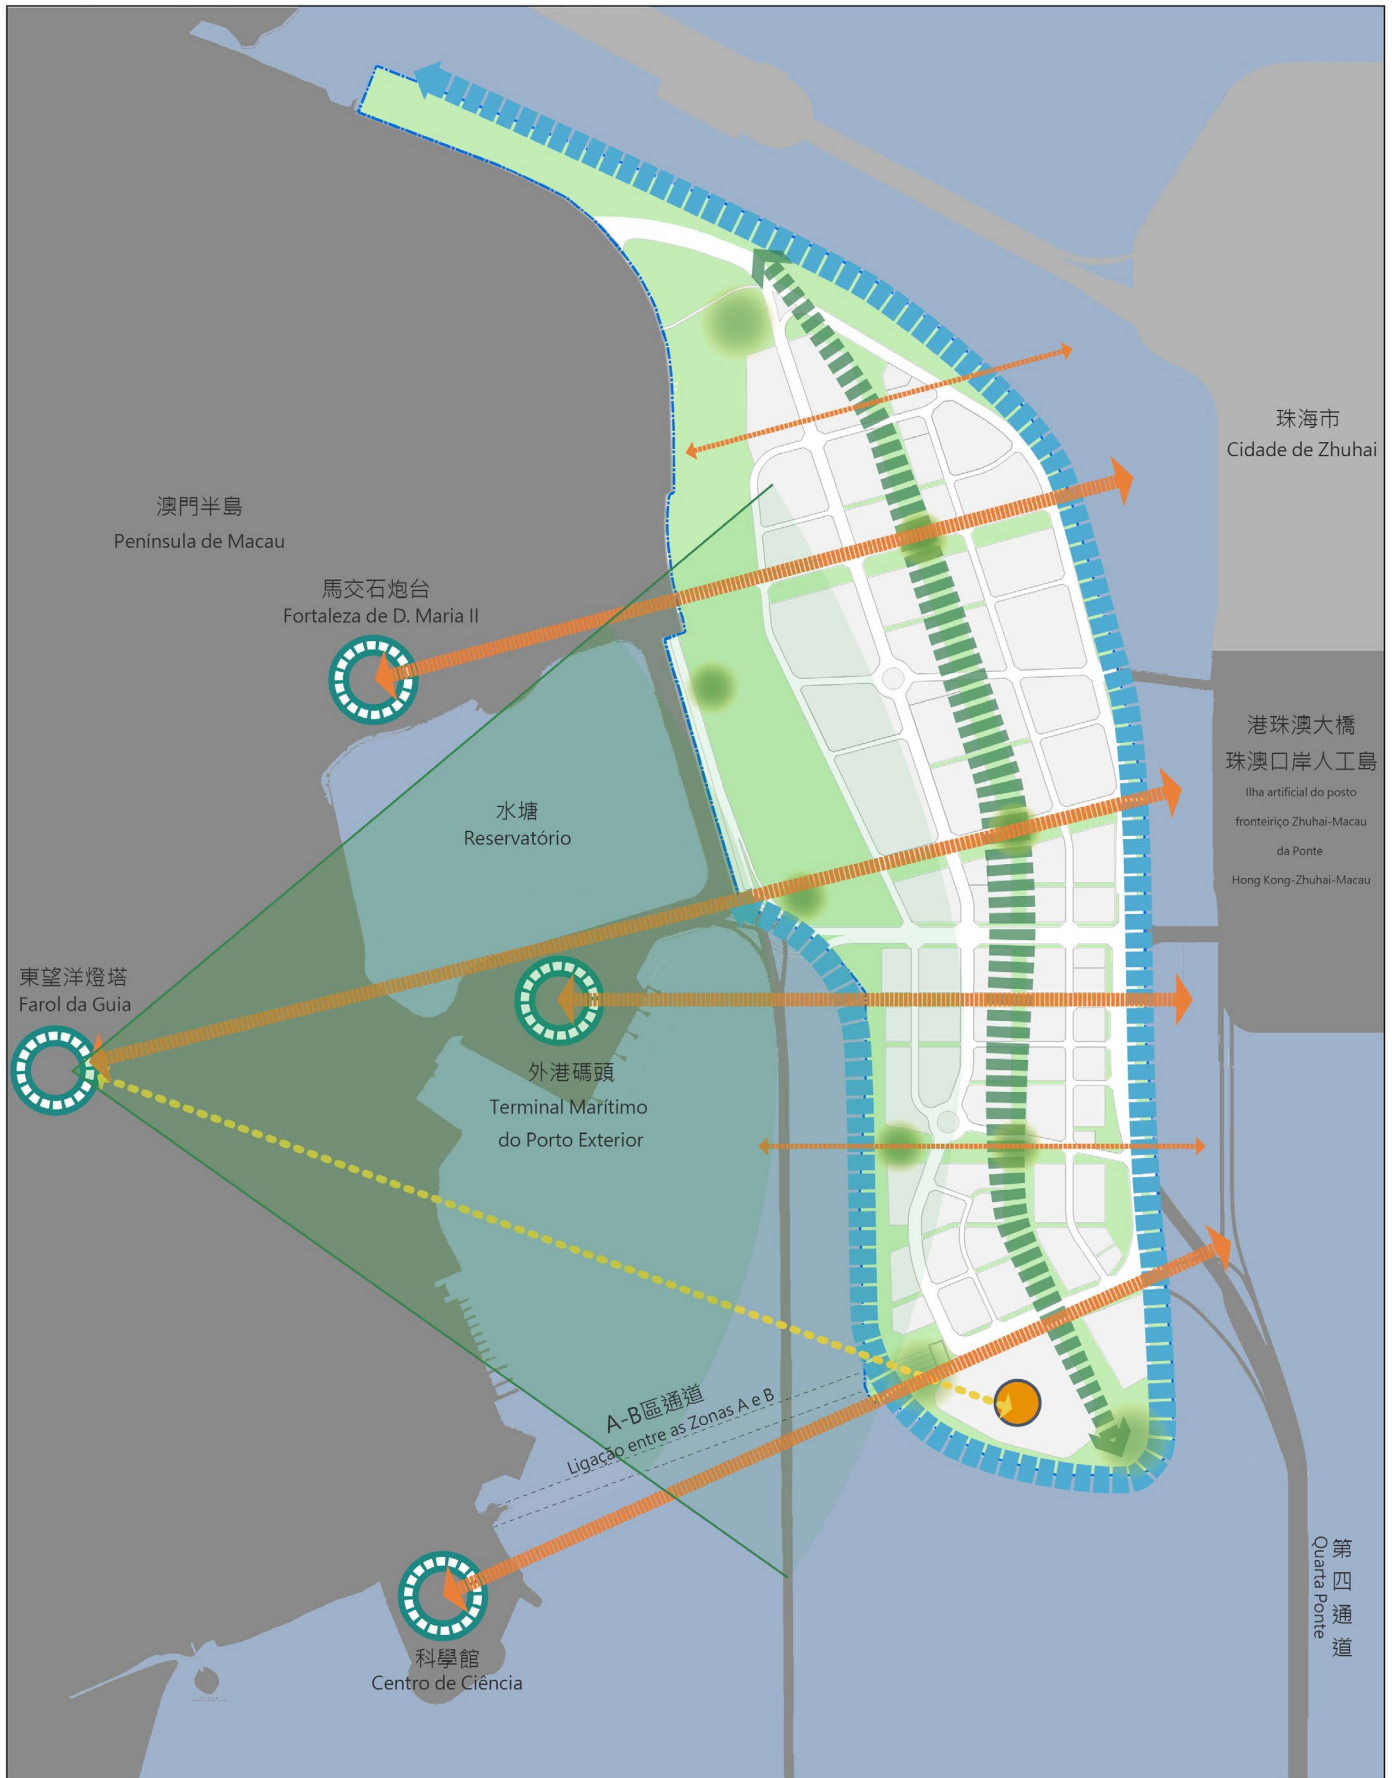 珠海市
Cidade de Zhuhai
澳門半島
Península de Macau
馬交石炮台
Fortaleza de D. Maria II
港珠澳大橋
珠澳口岸人工島
Ilha artificial do posto
fronteiriço Zhuhai-Macau
da Ponte
Hong Kong-Zhuhai-Macau
水塘
Reservatório
東望洋燈塔
Farol da Guia
外港碼頭
Terminal Marítimo
do Porto Exterior
A-B區通道
Ligação entre as Zonas A e B
第四通道
Quarta Ponte
科學館
Centro de Ciência